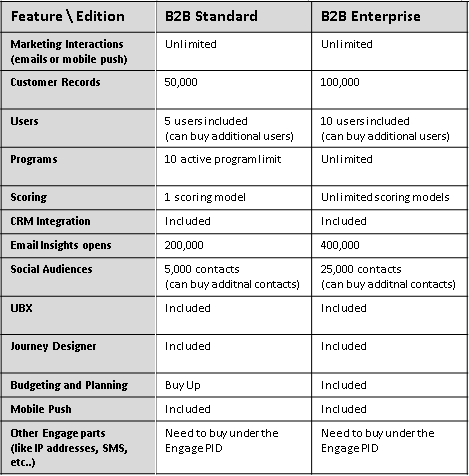 Feature \ Edition B2B Standard B2B Enterprise
Marketing Interactions (emails or mobile push) Unlimited Unlimited
Customer Records 50,000 100,000
Users 5 users included (can buy additional users) 10 users included (can buy additional users)
Programs 10 active program limit Unlimited
Scoring 1 scoring model Unlimited scoring models
CRM Integration Included Included
Email Insights opens 200,000 400,000
Social Audiences 5,000 contacts (can buy additnal contacts) 25,000 contacts (can buy additnal contacts)
UBX Included Included
Journey Designer Included Included
Budgeting and Planning Buy Up Included
Mobile Push Included Included
Other Engage parts (like IP addresses, SMS, etc..) Need to buy under the Engage PID Need to buy under the Engage PID